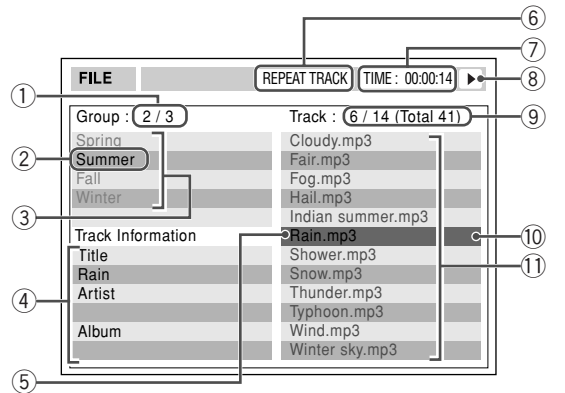 ⑥
⑦
FILE REPEAT TRACK TIME : 00:00:14 ⑧
①
Group : 2 / 3 Track : 6 / 14 (Total 41) ⑨
Spring Cloudy.mp3
② Summer Fair.mp3
Fall Fog.mp3
Winter Hail.mp3
③ Indian summer.mp3
Track Information Rain.mp3 ⑩
Title Shower.mp3 ⑪
Rain Snow.mp3
④ Artist Thunder.mp3
Typhoon.mp3
Album Wind.mp3
Winter sky.mp3
⑤